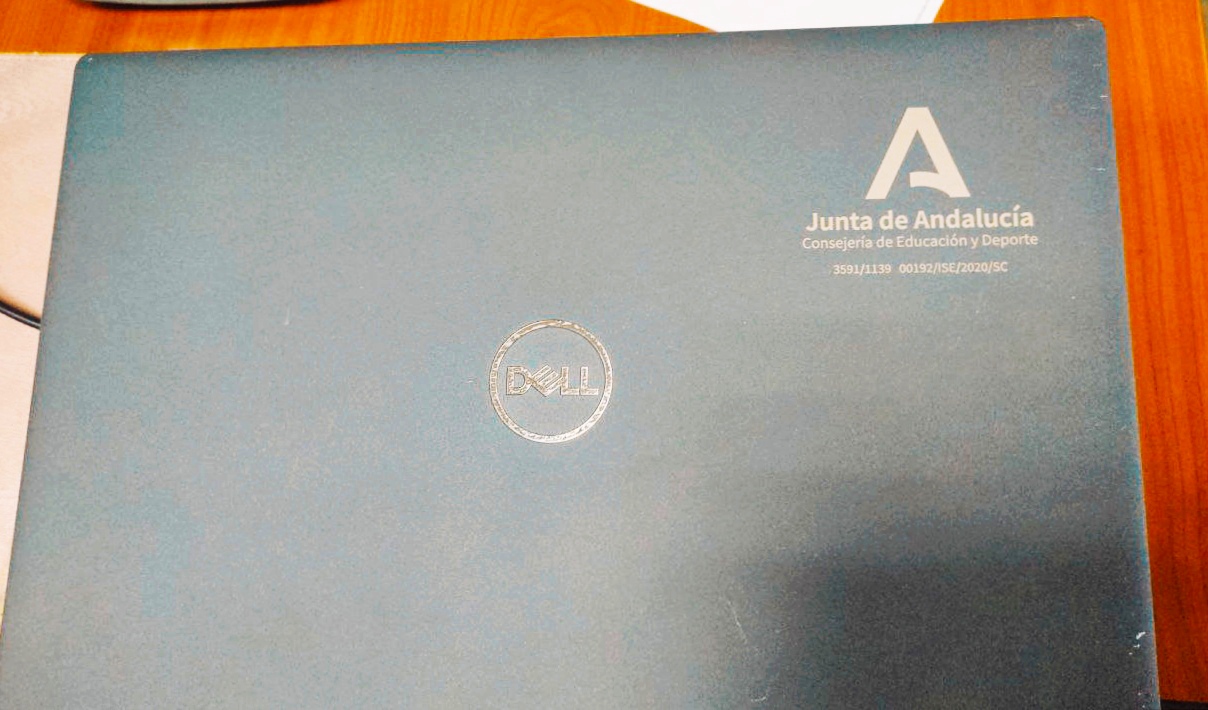 Junta de Andalucía
Consejería de Educación y Deporte
3591/1139 00192/ISE/2020/SC
DELL